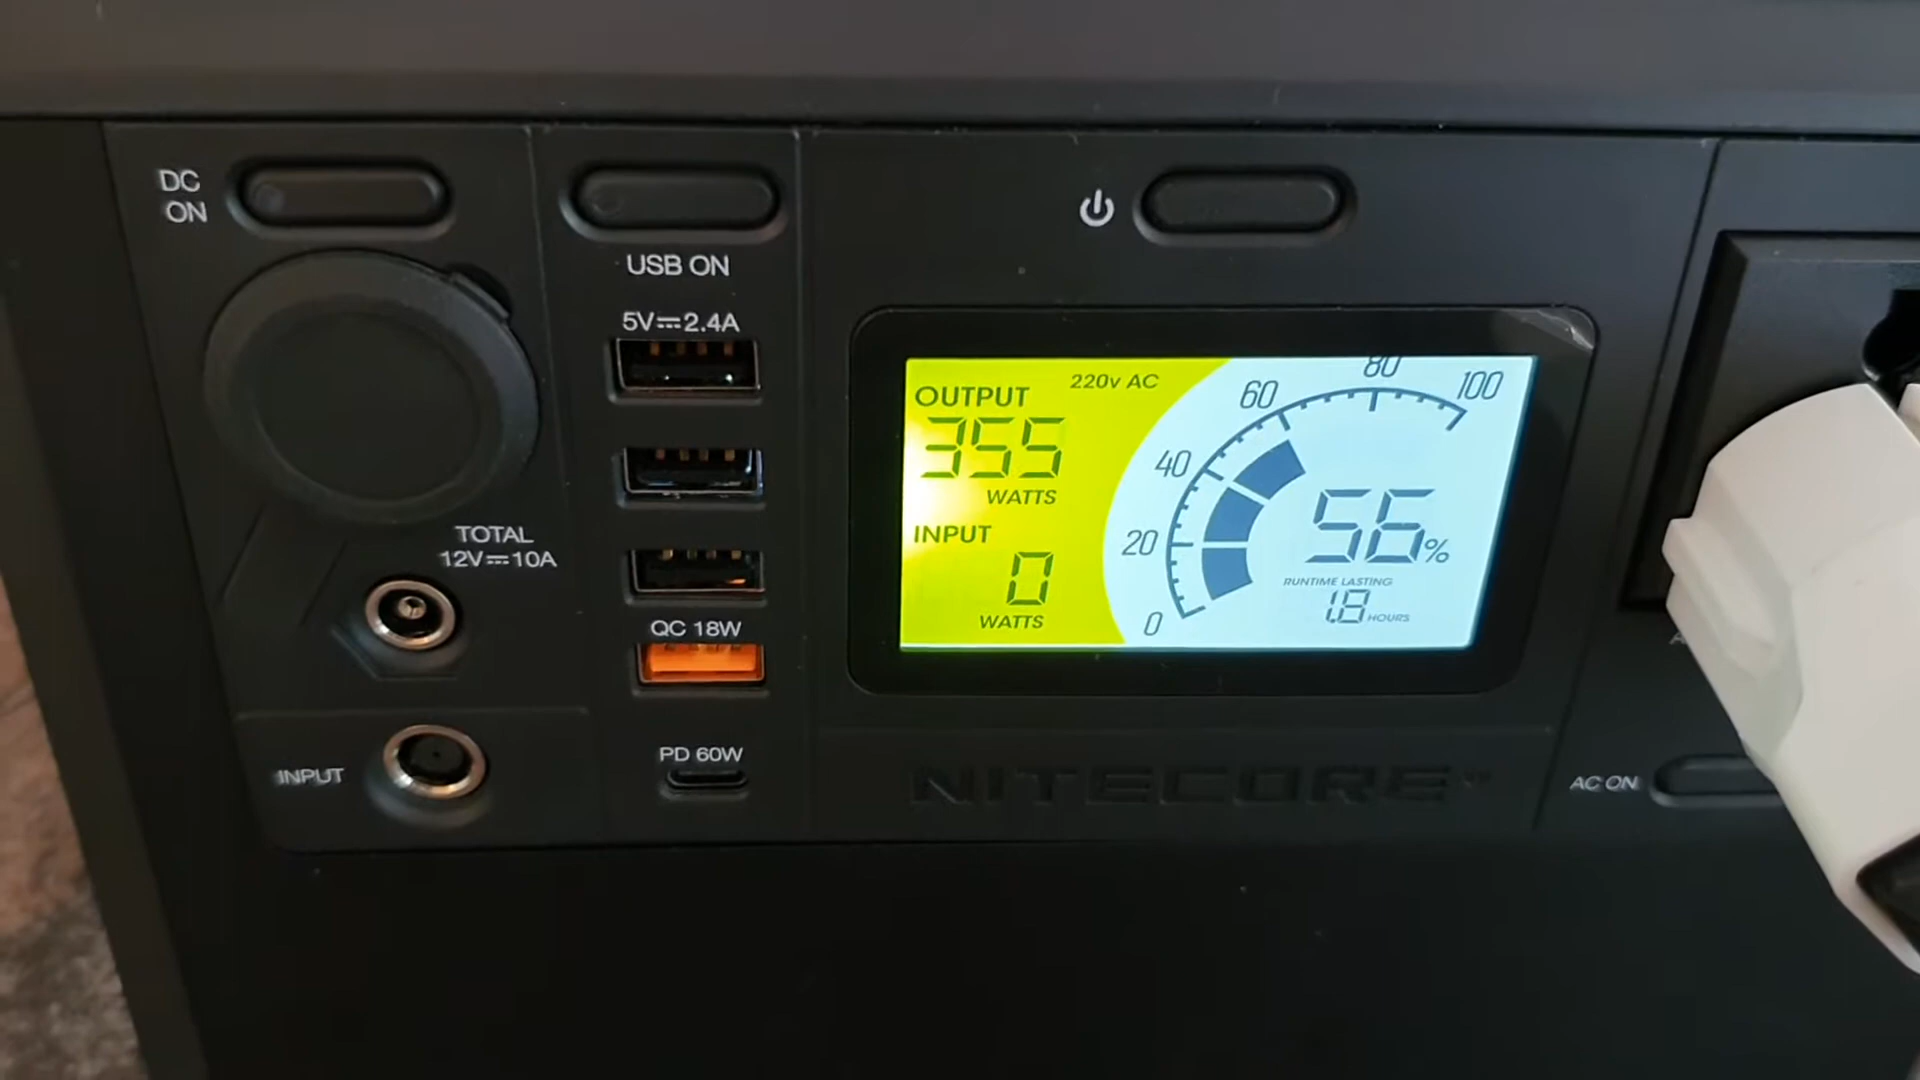 DC
ON
USB ON
5V⎓2.4A
TOTAL
12V⎓10A
QC 18W
PD 60W
INPUT
OUTPUT
220v AC
355
WATTS
INPUT
0
WATTS
0
20
40
60
80
100
56%
RUNTIME LASTING
1.8 HOURS
NITECORE
AC ON